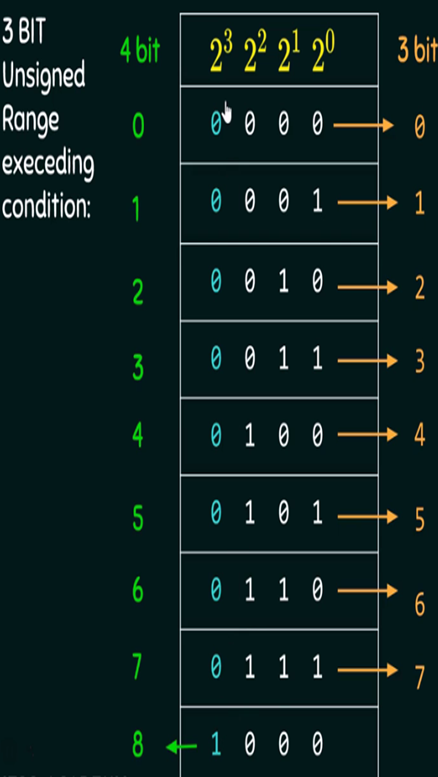 3 BIT
Unsigned
Range
execeding
condition:
4 bit 2³ 2² 2¹ 2⁰ 3 bit
0 0 0 0 0 → 0
1 0 0 0 1 → 1
2 0 0 1 0 → 2
3 0 0 1 1 → 3
4 0 1 0 0 → 4
5 0 1 0 1 → 5
6 0 1 1 0 → 6
7 0 1 1 1 → 7
8 ← 1 0 0 0